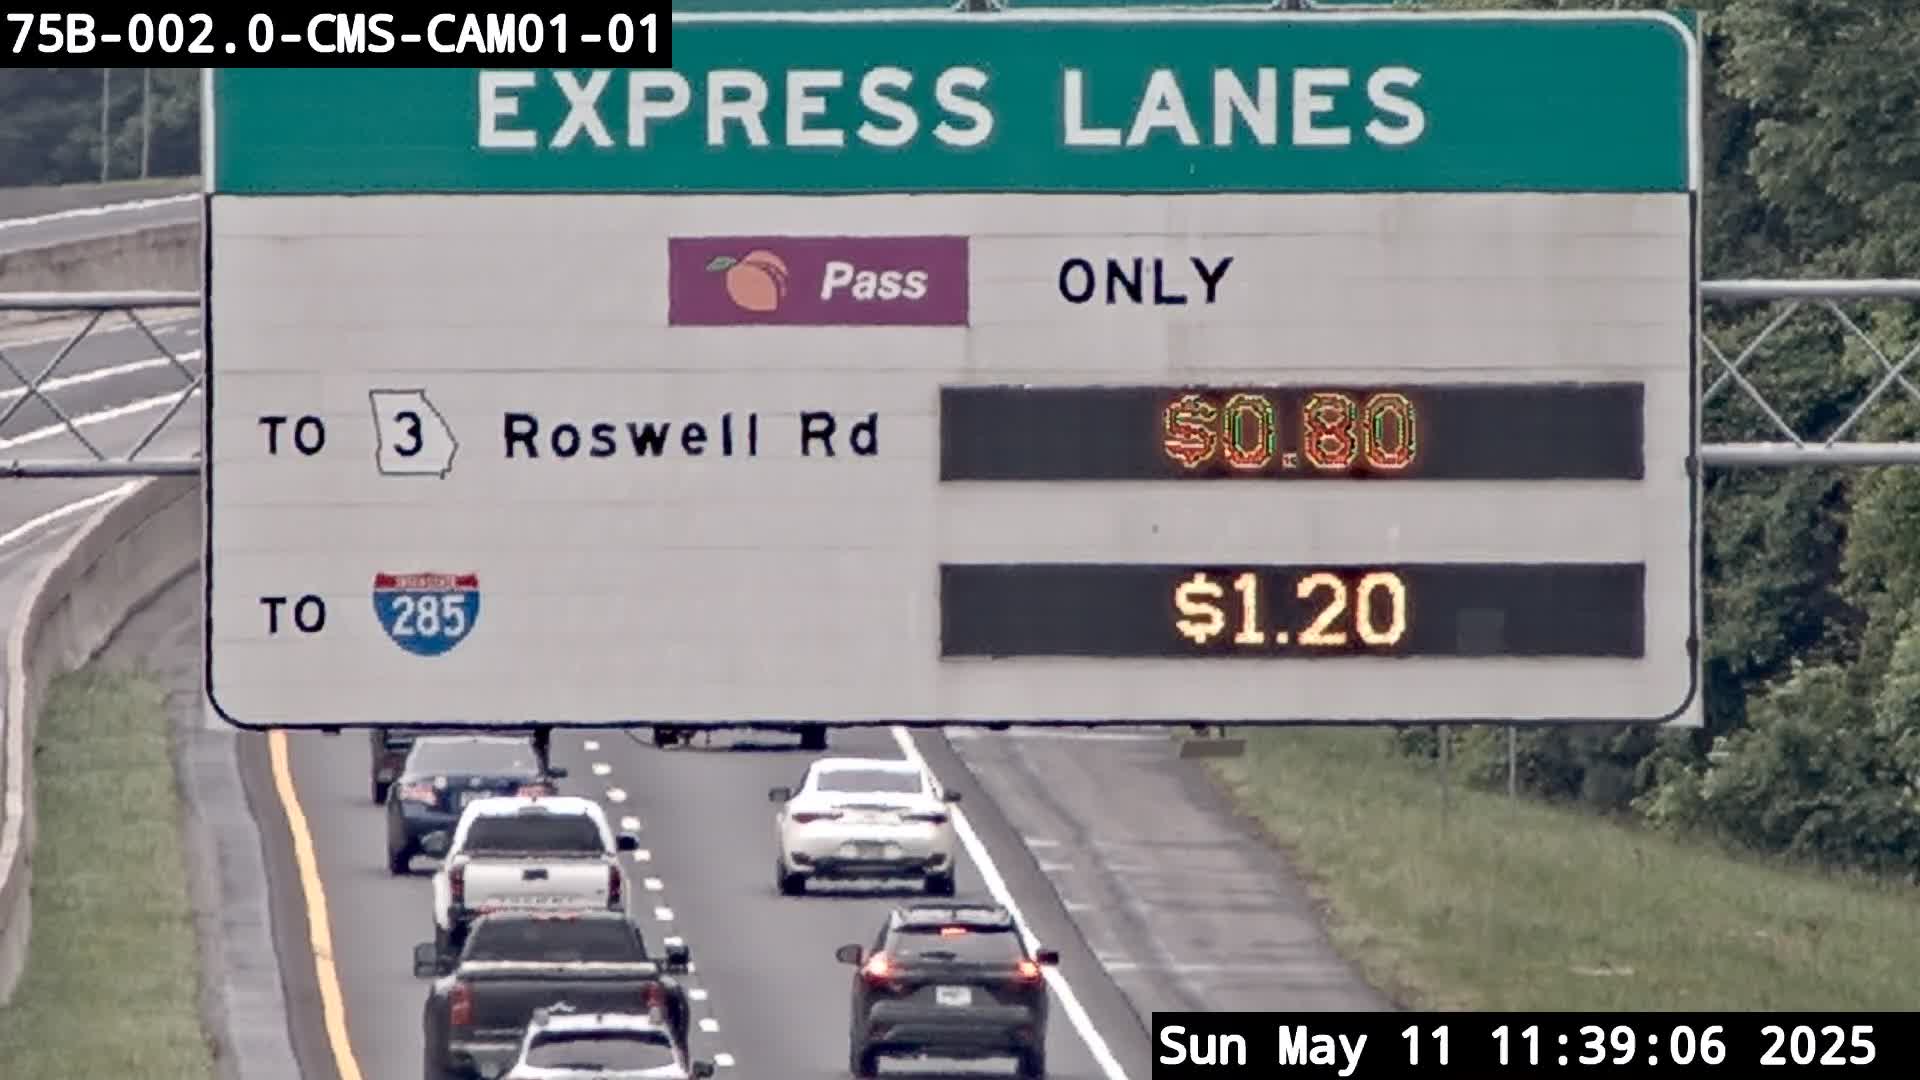 75B-002.0-CMS-CAM01-01
EXPRESS LANES
Pass ONLY
TO 3 Roswell Rd $0.80
TO 285 $1.20
Sun May 11 11:39:06 2025